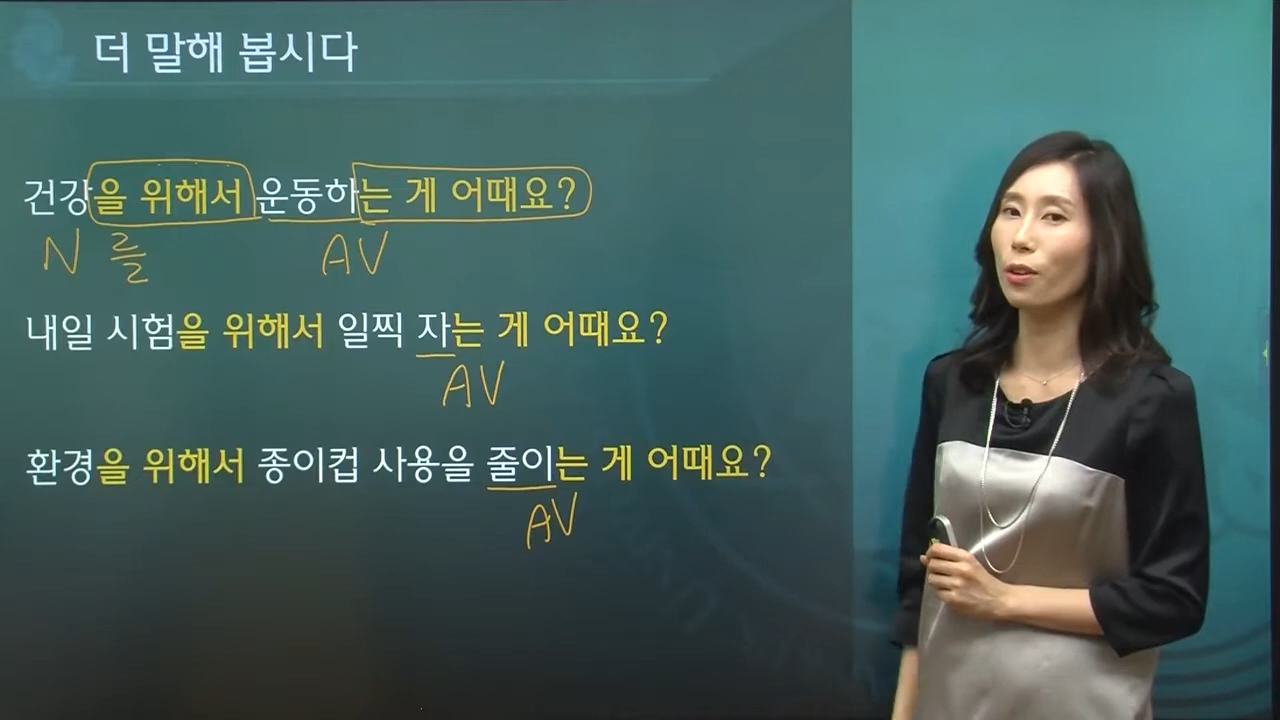 더 말해 봅시다
건강을 위해서 운동하는 게 어때요?
N 를 AV
내일 시험을 위해서 일찍 자는 게 어때요?
AV
환경을 위해서 종이컵 사용을 줄이는 게 어때요?
AV